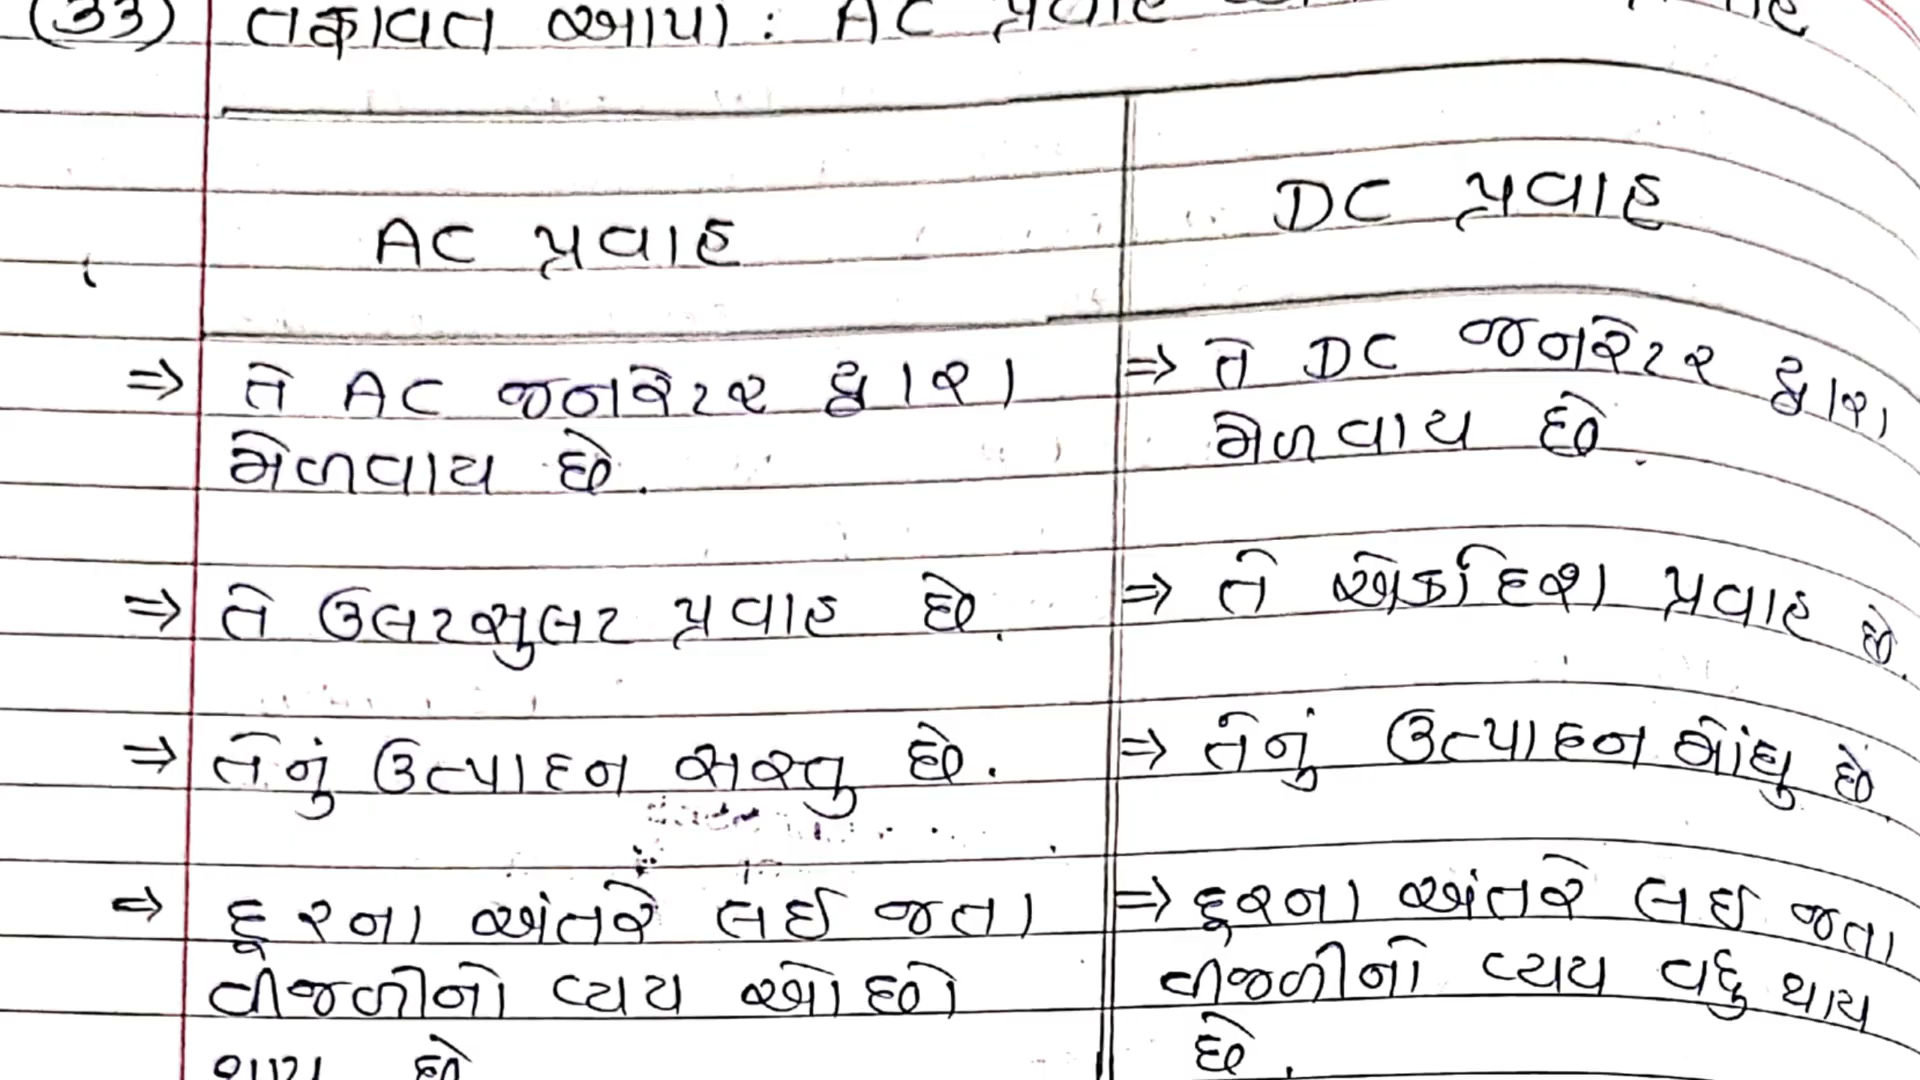 (33) તફાવત આપો : AC પ્રવાહ
AC પ્રવાહ
⇒ તે AC જનરેટર દ્વારા
મેળવાય છે.
⇒ તે ઉલટસુલટ પ્રવાહ છે.
⇒ તેનું ઉત્પાદન સસ્તુ છે.
⇒ દૂરના અંતરે લઈ જતા
વીજળીનો વ્યય ઓછો
થાય છે
DC પ્રવાહ
⇒ તે DC જનરેટર દ્વારા
મેળવાય છે.
⇒ તે એકદિશા પ્રવાહ છે.
⇒ તેનું ઉત્પાદન મોંઘુ છે.
⇒ દૂરના અંતરે લઈ જતા
વીજળીનો વ્યય વધુ થાય
છે.